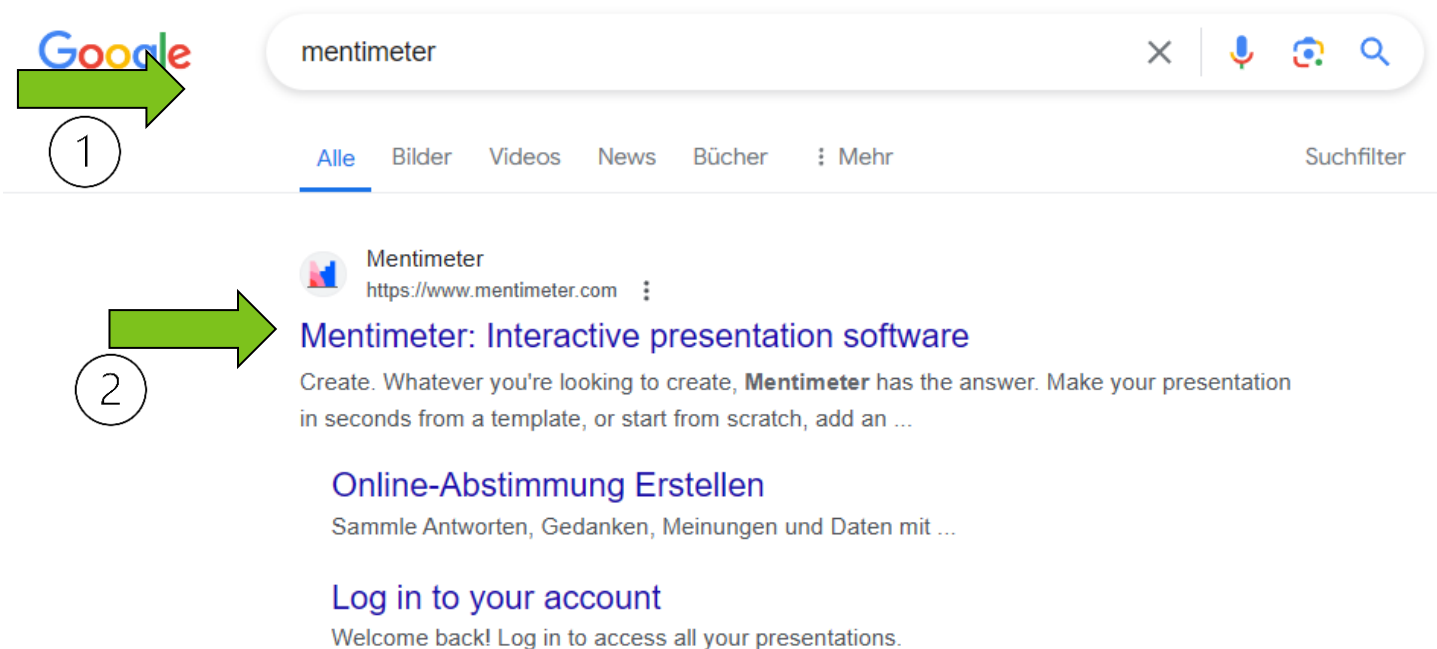 Google
mentimeter
1
Alle Bilder Videos News Bücher Mehr Suchfilter
Mentimeter
https://www.mentimeter.com
Mentimeter: Interactive presentation software
2
Create. Whatever you're looking to create, Mentimeter has the answer. Make your presentation
in seconds from a template, or start from scratch, add an ...
Online-Abstimmung Erstellen
Sammle Antworten, Gedanken, Meinungen und Daten mit ...
Log in to your account
Welcome back! Log in to access all your presentations.